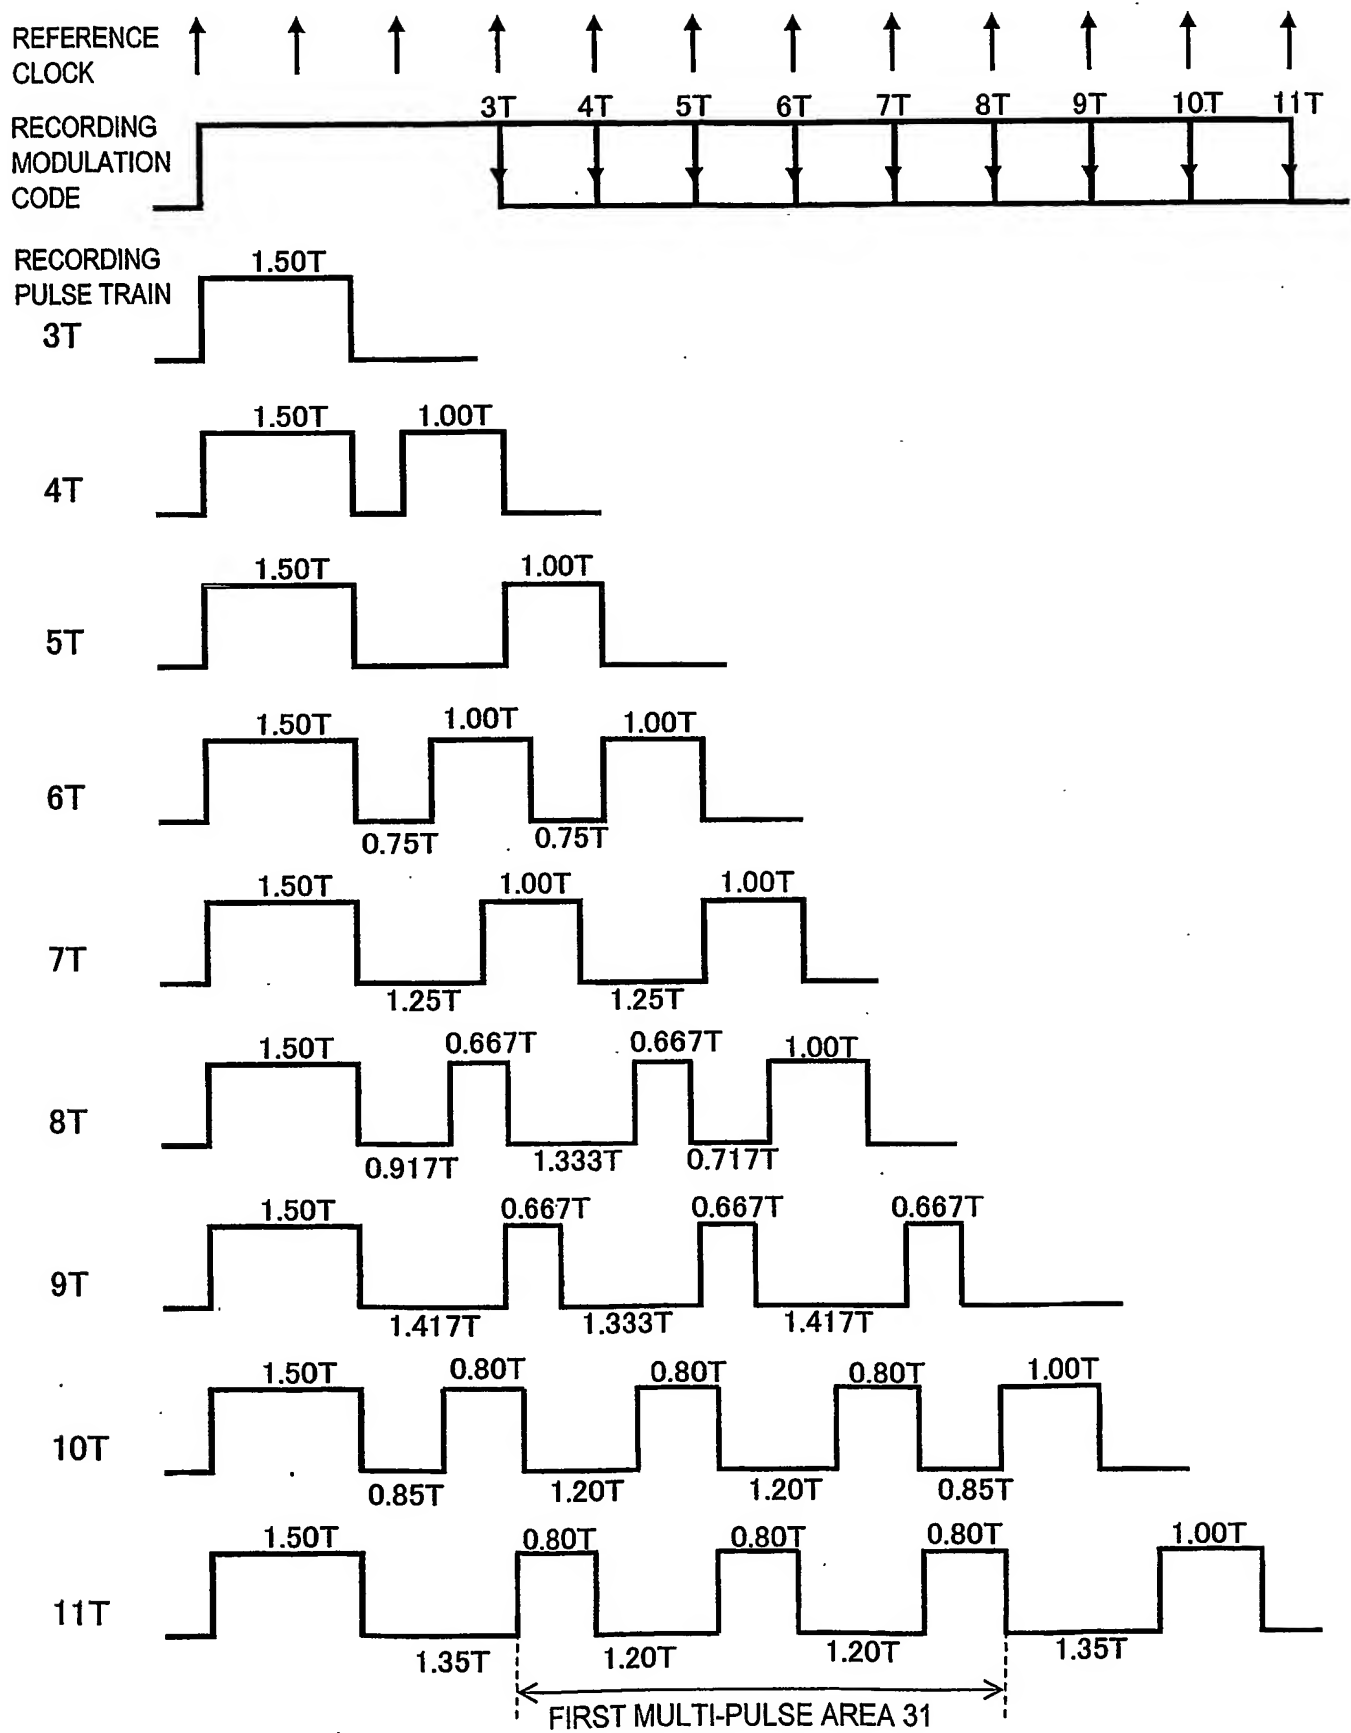 REFERENCE
CLOCK
3T 4T 5T 6T 7T 8T 9T 10T 11T
RECORDING
MODULATION
CODE
RECORDING
PULSE TRAIN
1.50T
3T
1.50T 1.00T
4T
1.50T 1.00T
5T
1.50T 1.00T 1.00T
6T
0.75T 0.75T
1.50T 1.00T 1.00T
7T
1.25T 1.25T
1.50T 0.667T 0.667T 1.00T
8T
0.917T 1.333T 0.717T
1.50T 0.667T 0.667T 0.667T
9T
1.417T 1.333T 1.417T
1.50T 0.80T 0.80T 0.80T 1.00T
10T
0.85T 1.20T 1.20T 0.85T
1.50T 0.80T 0.80T 0.80T 1.00T
11T
1.35T 1.20T 1.20T 1.35T
FIRST MULTI-PULSE AREA 31